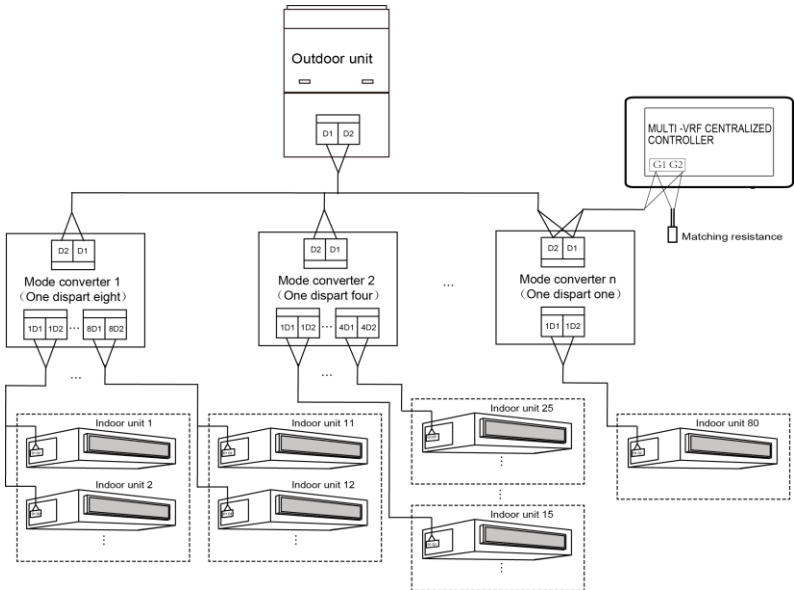 Outdoor unit
D1 D2
MULTI -VRF CENTRALIZED
CONTROLLER
G1 G2
Matching resistance
D2 D1
Mode converter 1
（One dispart eight）
1D1 1D2 ... 8D1 8D2
...
D2 D1
Mode converter 2
（One dispart four）
1D1 1D2 ... 4D1 4D2
...
...
D2 D1
Mode converter n
（One dispart one）
1D1 1D2
Indoor unit 1
Indoor unit 2
Indoor unit 11
Indoor unit 12
Indoor unit 25
Indoor unit 15
Indoor unit 80